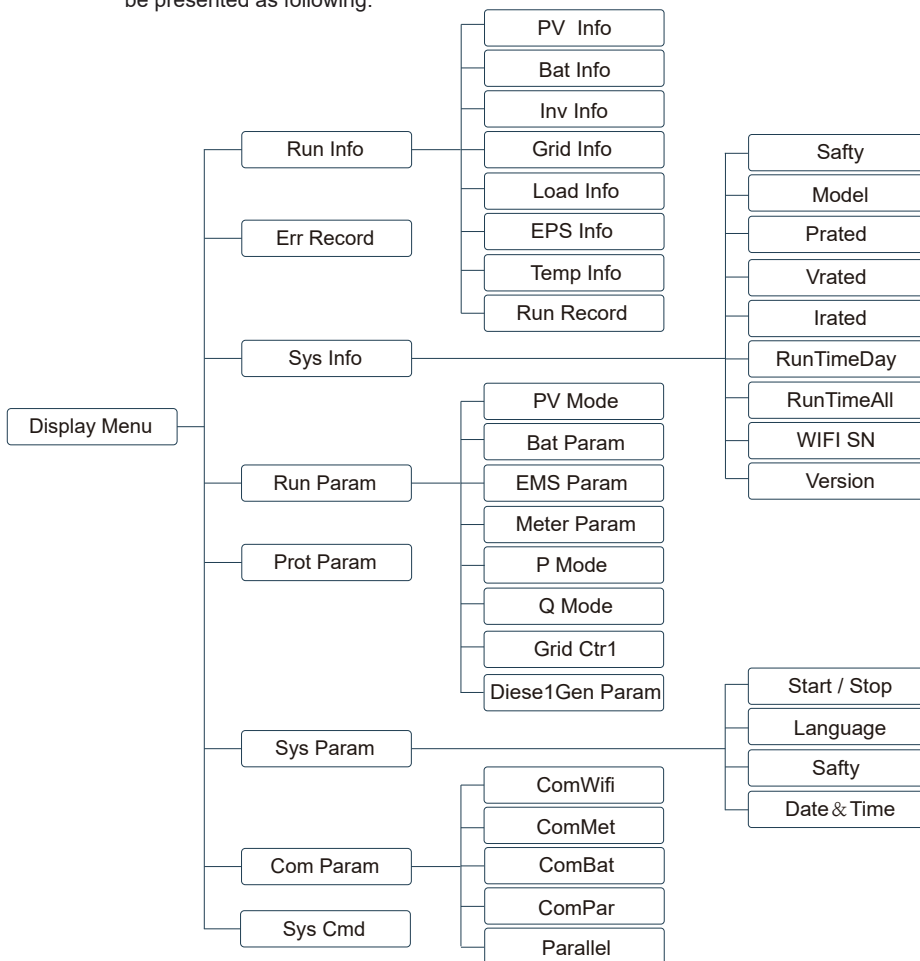 be presented as following:
Display Menu
Run Info
PV Info
Bat Info
Inv Info
Grid Info
Load Info
EPS Info
Temp Info
Run Record
Err Record
Sys Info
Safty
Model
Prated
Vrated
Irated
RunTimeDay
RunTimeAll
WIFI SN
Version
Run Param
PV Mode
Bat Param
EMS Param
Meter Param
P Mode
Q Mode
Grid Ctr1
Diese1Gen Param
Prot Param
Sys Param
Start / Stop
Language
Safty
Date&Time
Com Param
ComWifi
ComMet
ComBat
ComPar
Parallel
Sys Cmd